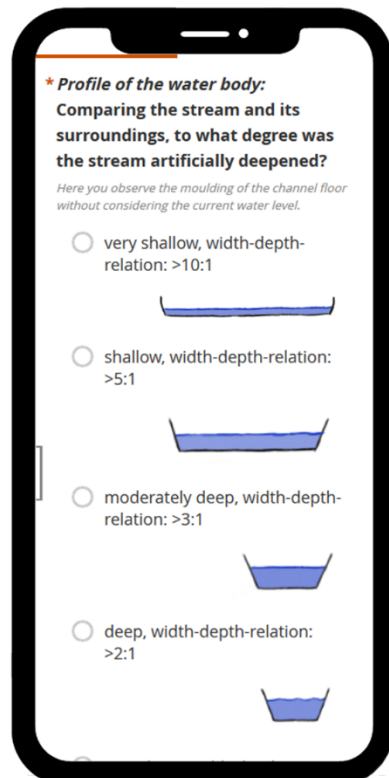 * Profile of the water body:
Comparing the stream and its
surroundings, to what degree was
the stream artificially deepened?
Here you observe the moulding of the channel floor
without considering the current water level.
very shallow, width-depth-
relation: >10:1
shallow, width-depth-relation:
>5:1
moderately deep, width-depth-
relation: >3:1
deep, width-depth-relation:
>2:1